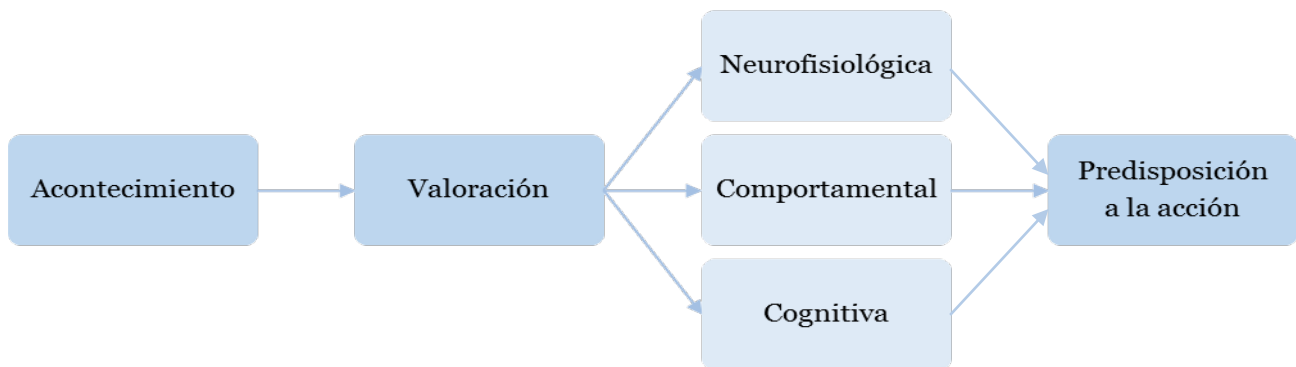 Acontecimiento
Valoración
Neurofisiológica
Comportamental
Cognitiva
Predisposición
a la acción